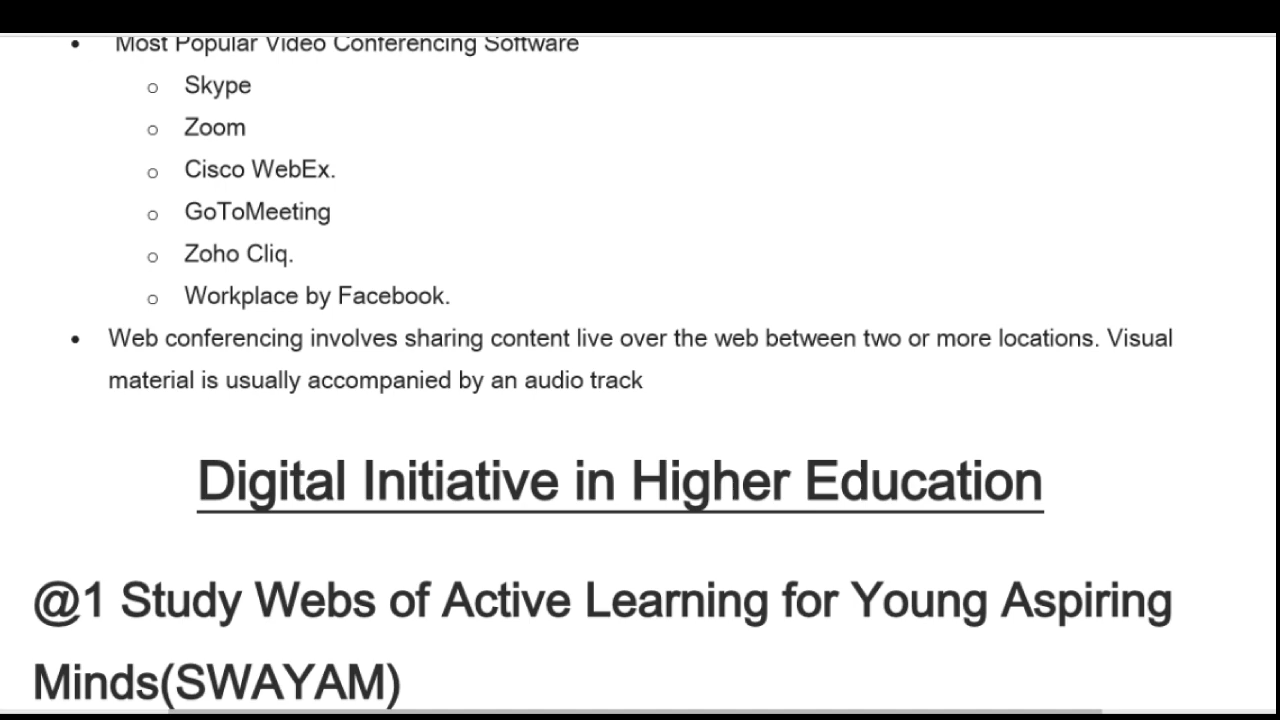 • Most Popular Video Conferencing Software
o Skype
o Zoom
o Cisco WebEx.
o GoToMeeting
o Zoho Cliq.
o Workplace by Facebook.
• Web conferencing involves sharing content live over the web between two or more locations. Visual
material is usually accompanied by an audio track
Digital Initiative in Higher Education
@1 Study Webs of Active Learning for Young Aspiring
Minds(SWAYAM)